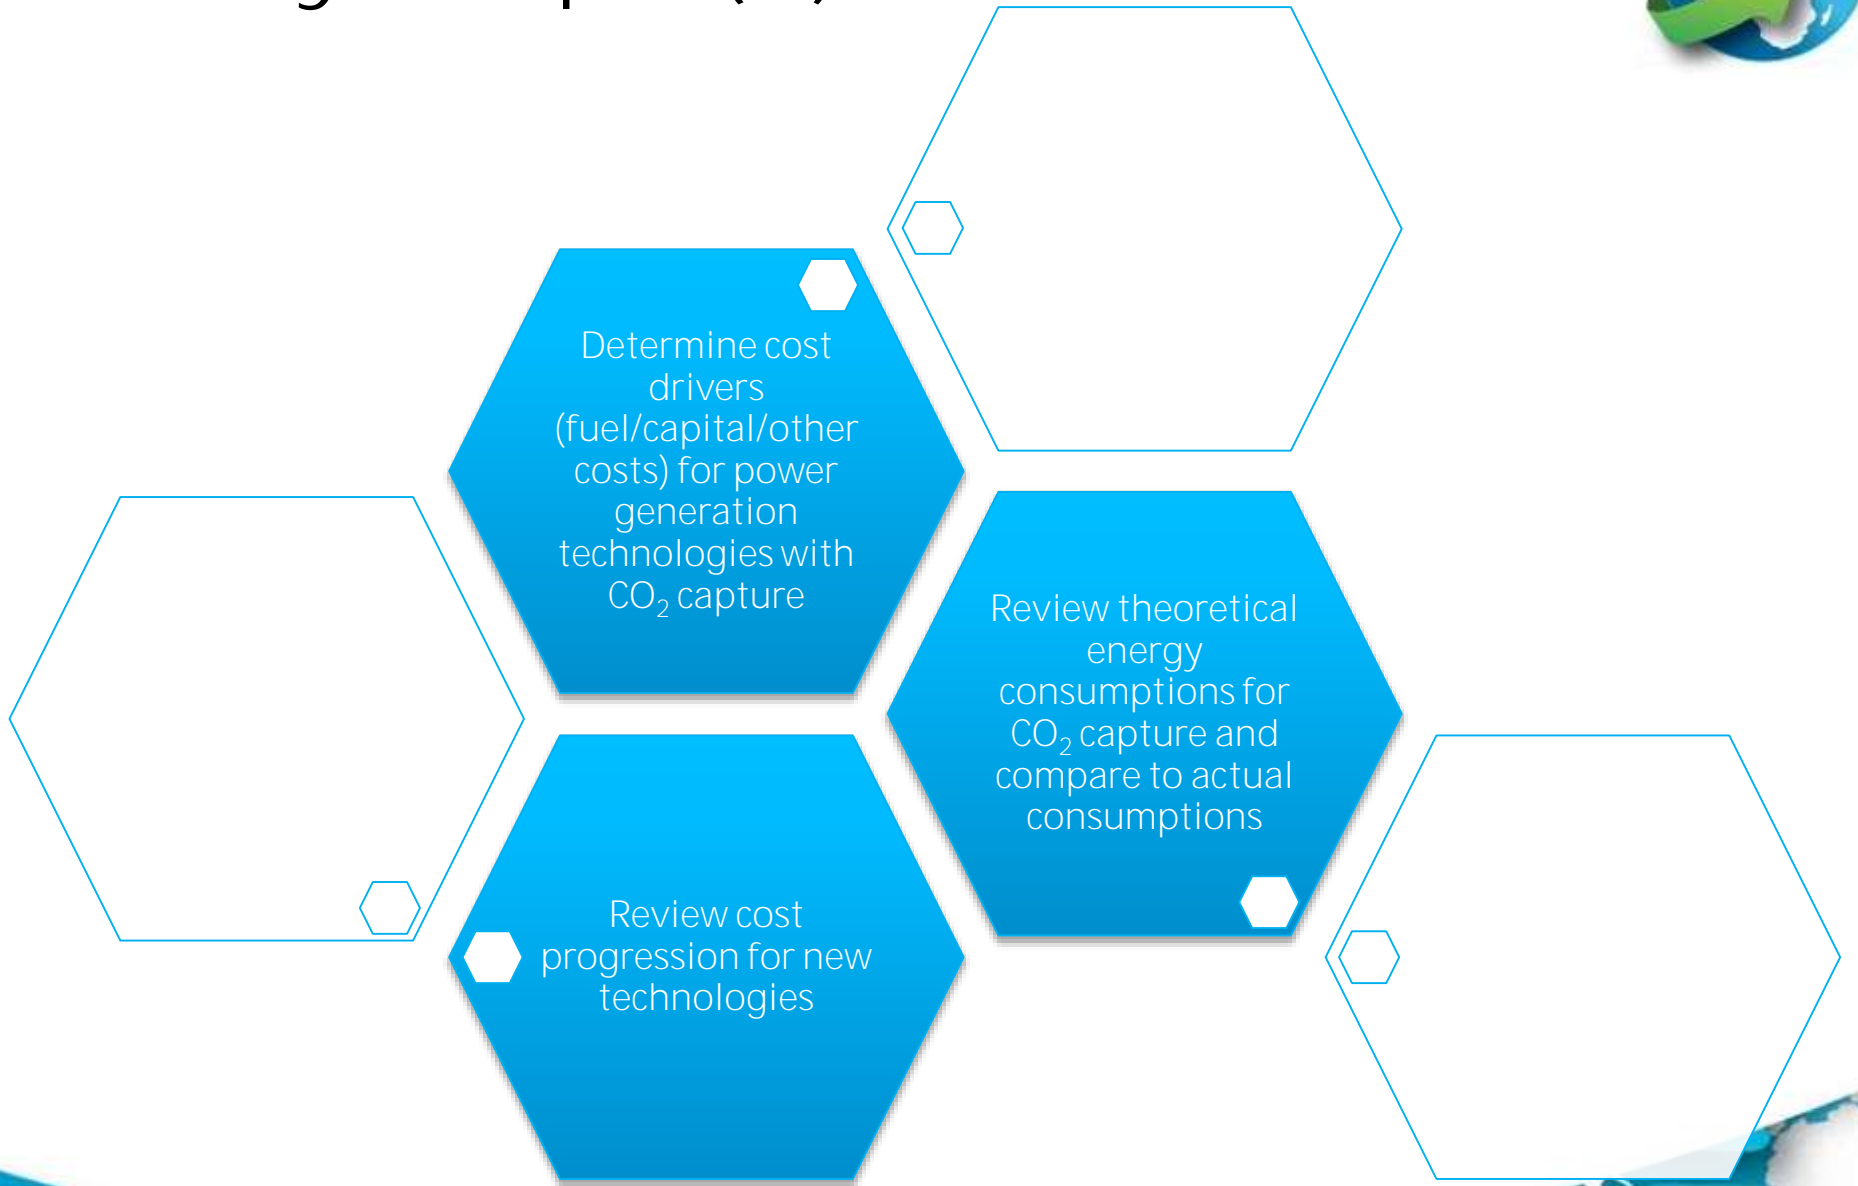 Determine cost
drivers
(fuel/capital/other
costs) for power
generation
technologies with
CO₂ capture
Review theoretical
energy
consumptions for
CO₂ capture and
compare to actual
consumptions
Review cost
progression for new
technologies